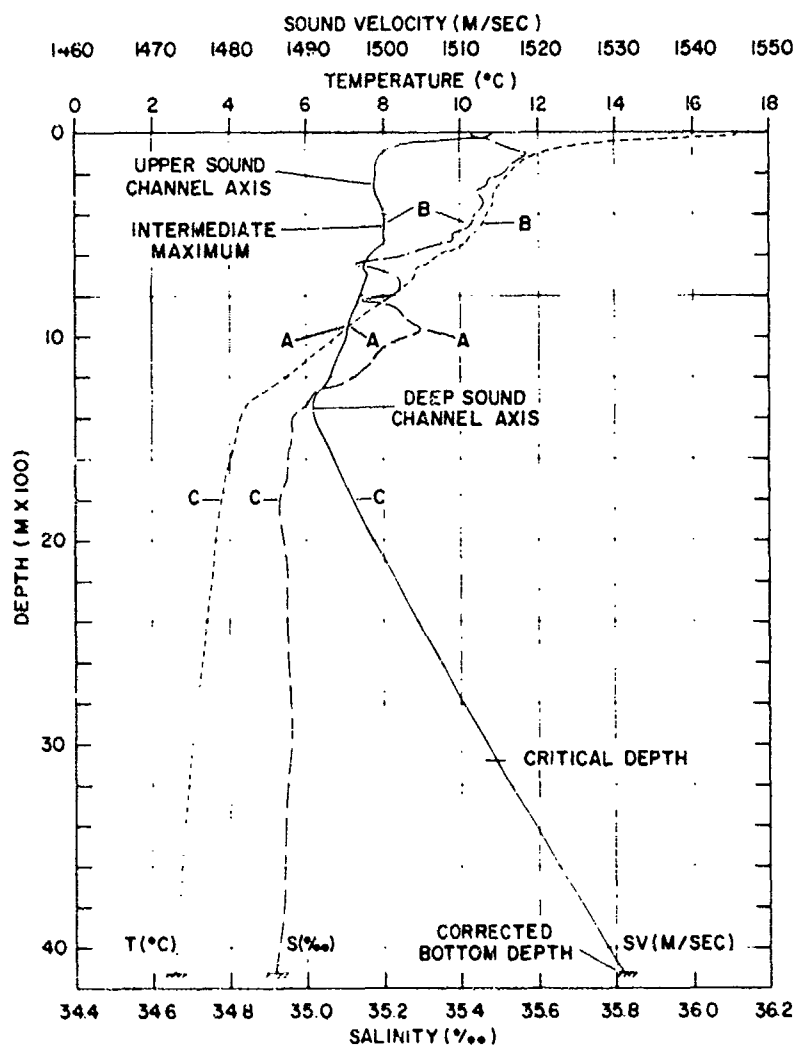 SOUND VELOCITY (M/SEC)
1460 1470 1480 1490 1500 1510 1520 1530 1540 1550
TEMPERATURE (°C)
0 2 4 6 8 10 12 14 16 18
0
UPPER SOUND
CHANNEL AXIS
B
INTERMEDIATE
MAXIMUM
B
10
A A A
DEEP SOUND
CHANNEL AXIS
C C C
DEPTH (M X 100)
20
30
CRITICAL DEPTH
CORRECTED
BOTTOM DEPTH
T(°C) S(‰) SV(M/SEC)
40
34.4 34.6 34.8 35.0 35.2 35.4 35.6 35.8 36.0 36.2
SALINITY (‰)